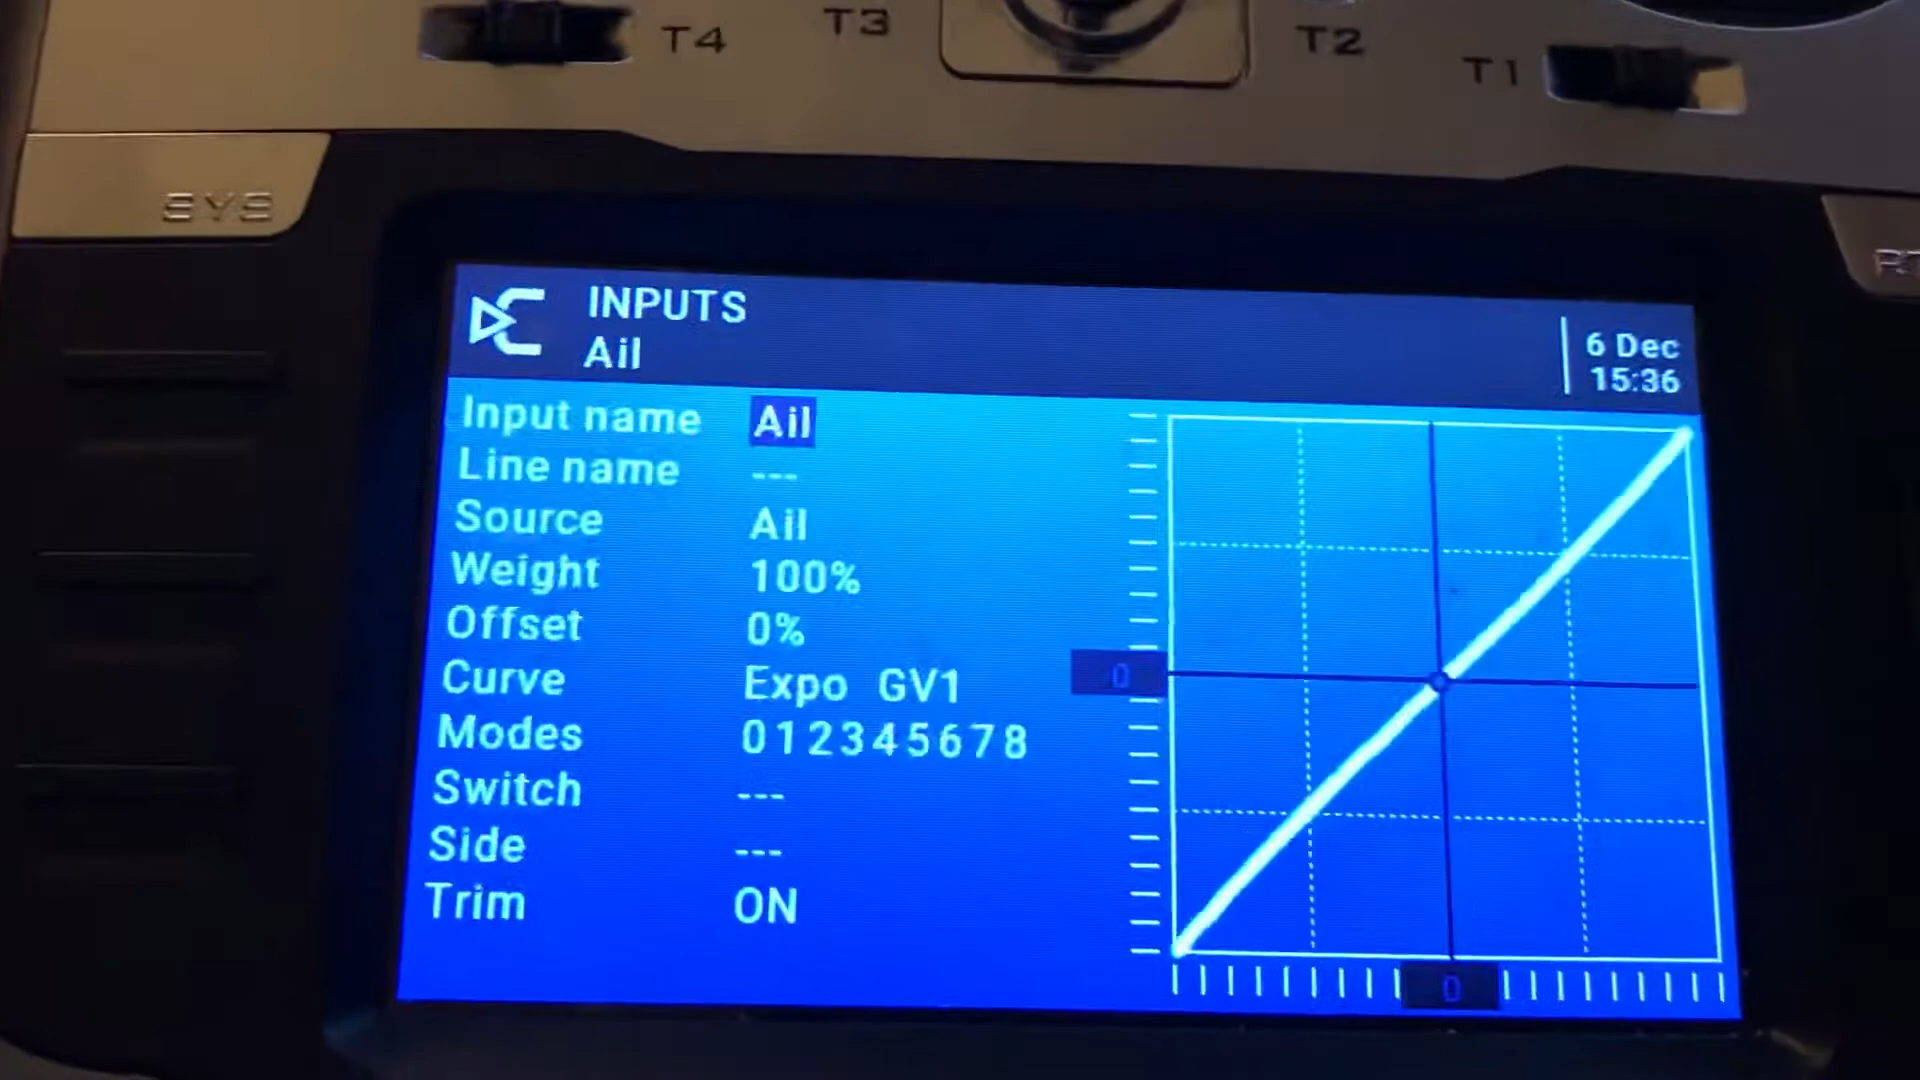 T4 T3 T2 T1
SYS
INPUTS
Ail
6 Dec
15:36
Input name Ail
Line name ---
Source Ail
Weight 100%
Offset 0%
Curve Expo GV1
Modes 012345678
Switch ---
Side ---
Trim ON
0
0